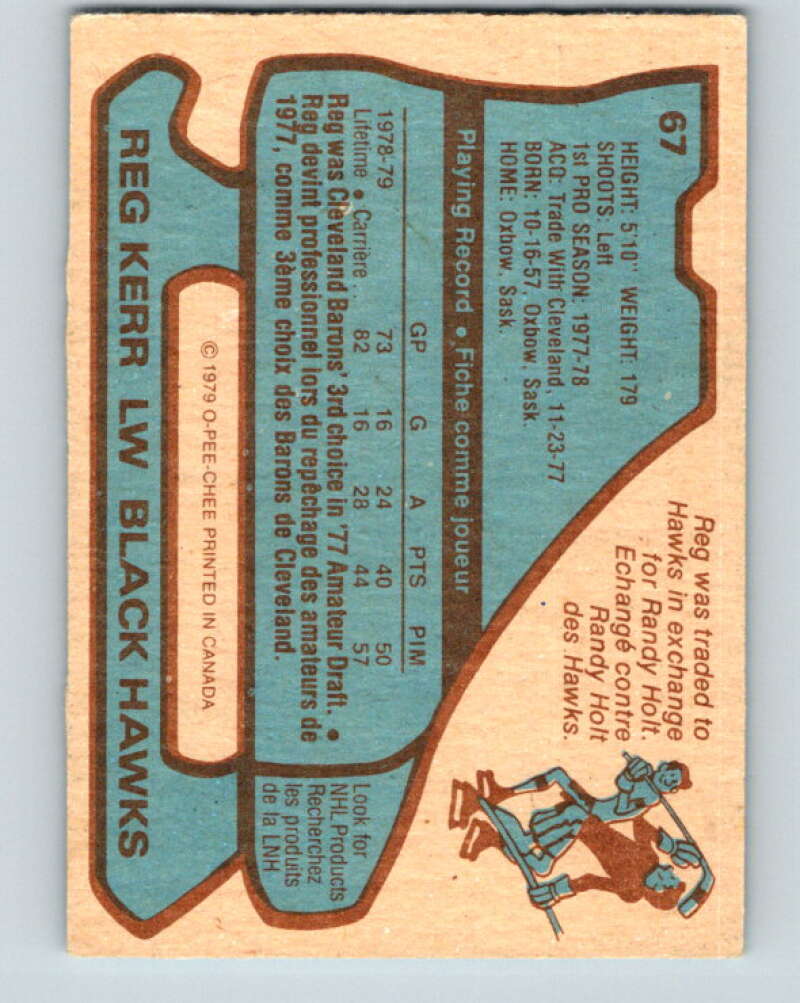 67
HEIGHT: 5'10" WEIGHT: 179
SHOOTS: Left
1st PRO SEASON: 1977-78
ACQ: Trade With Cleveland, 11-23-77
BORN: 10-16-57, Oxbow, Sask.
HOME: Oxbow, Sask.
Reg was traded to
Hawks in exchange
for Randy Holt.
Echangé contre
Randy Holt
des Hawks.
Playing Record • Fiche comme joueur
GP G A PTS PIM
1978-79 73 16 24 40 50
Lifetime • Carrière .. 82 16 28 44 57
Reg was Cleveland Barons' 3rd choice in '77 Amateur Draft. •
Reg devint professionnel lors du repêchage des amateurs de
1977, comme 3ème choix des Barons de Cleveland.
Look for
NHL Products
Recherchez
les produits
de la LNH
© 1979 O-PEE-CHEE PRINTED IN CANADA
REG KERR LW BLACK HAWKS